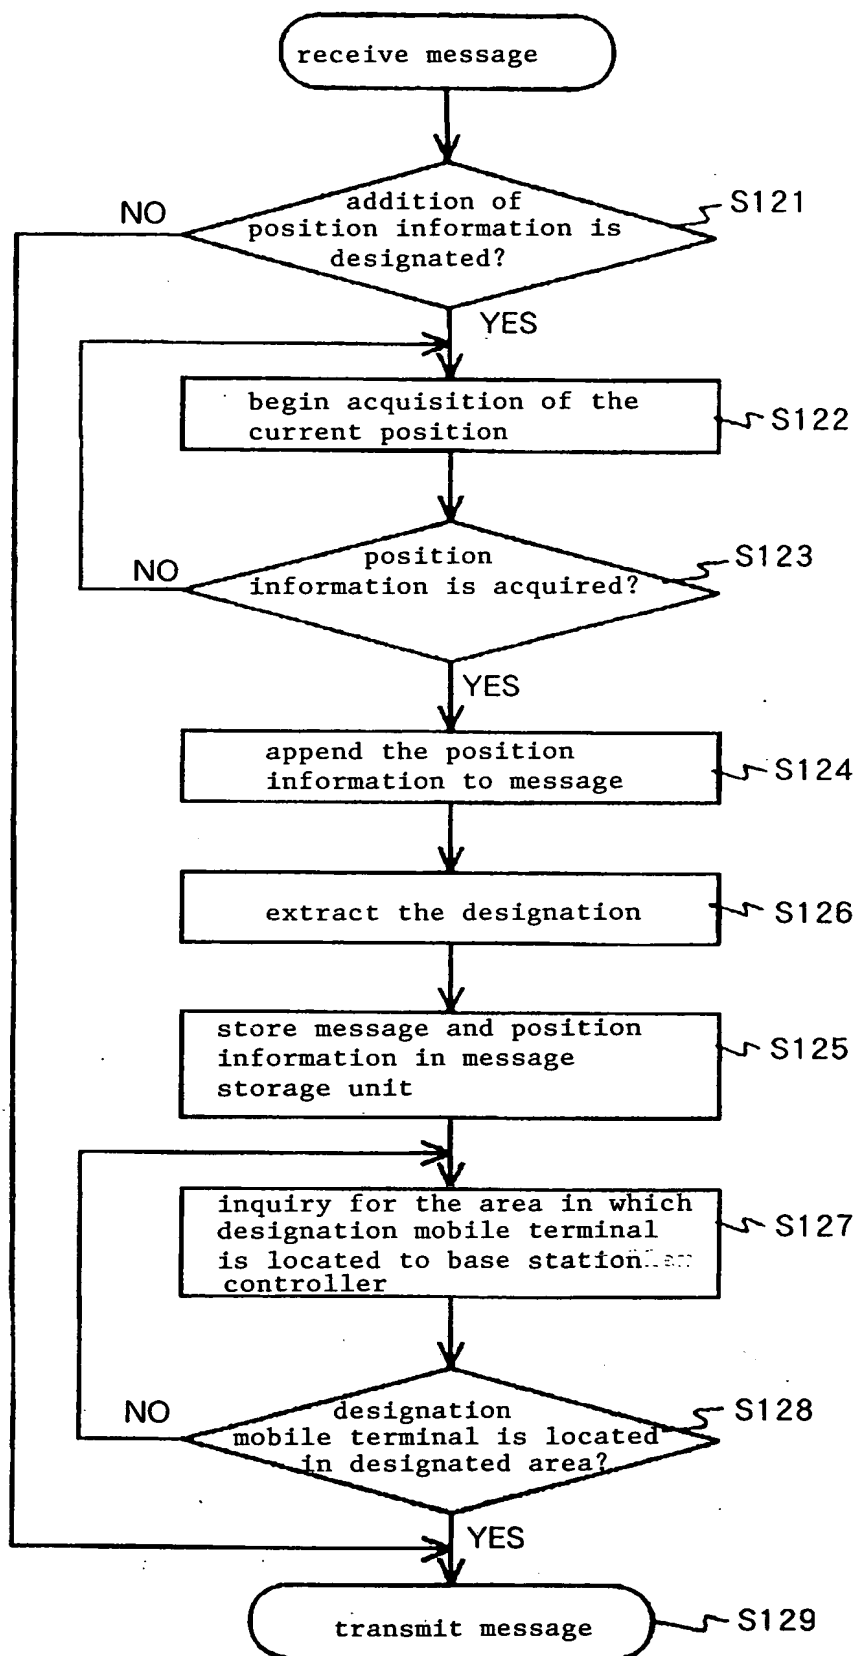 receive message
addition of
position information is
designated?
S121
NO
YES
begin acquisition of the
current position
S122
position
information is acquired?
S123
NO
YES
append the position
information to message
S124
extract the designation
S126
store message and position
information in message
storage unit
S125
inquiry for the area in which
designation mobile terminal
is located to base station
controller
S127
designation
mobile terminal is located
in designated area?
S128
NO
YES
transmit message
S129